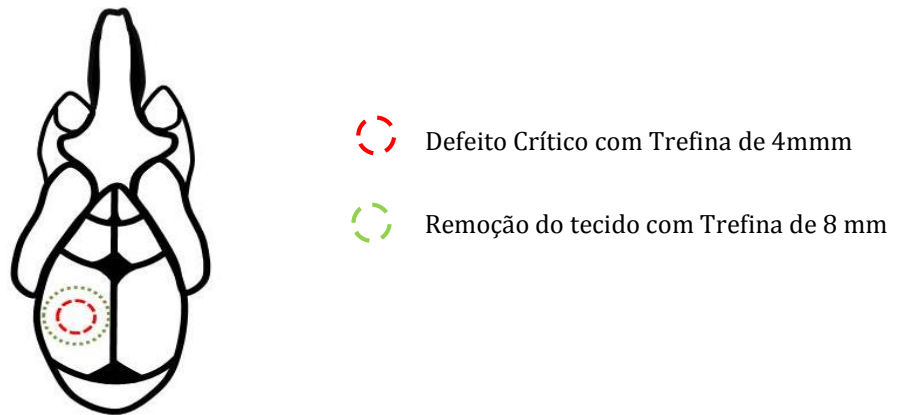 Defeito Crítico com Trefina de 4mmm
Remoção do tecido com Trefina de 8 mm